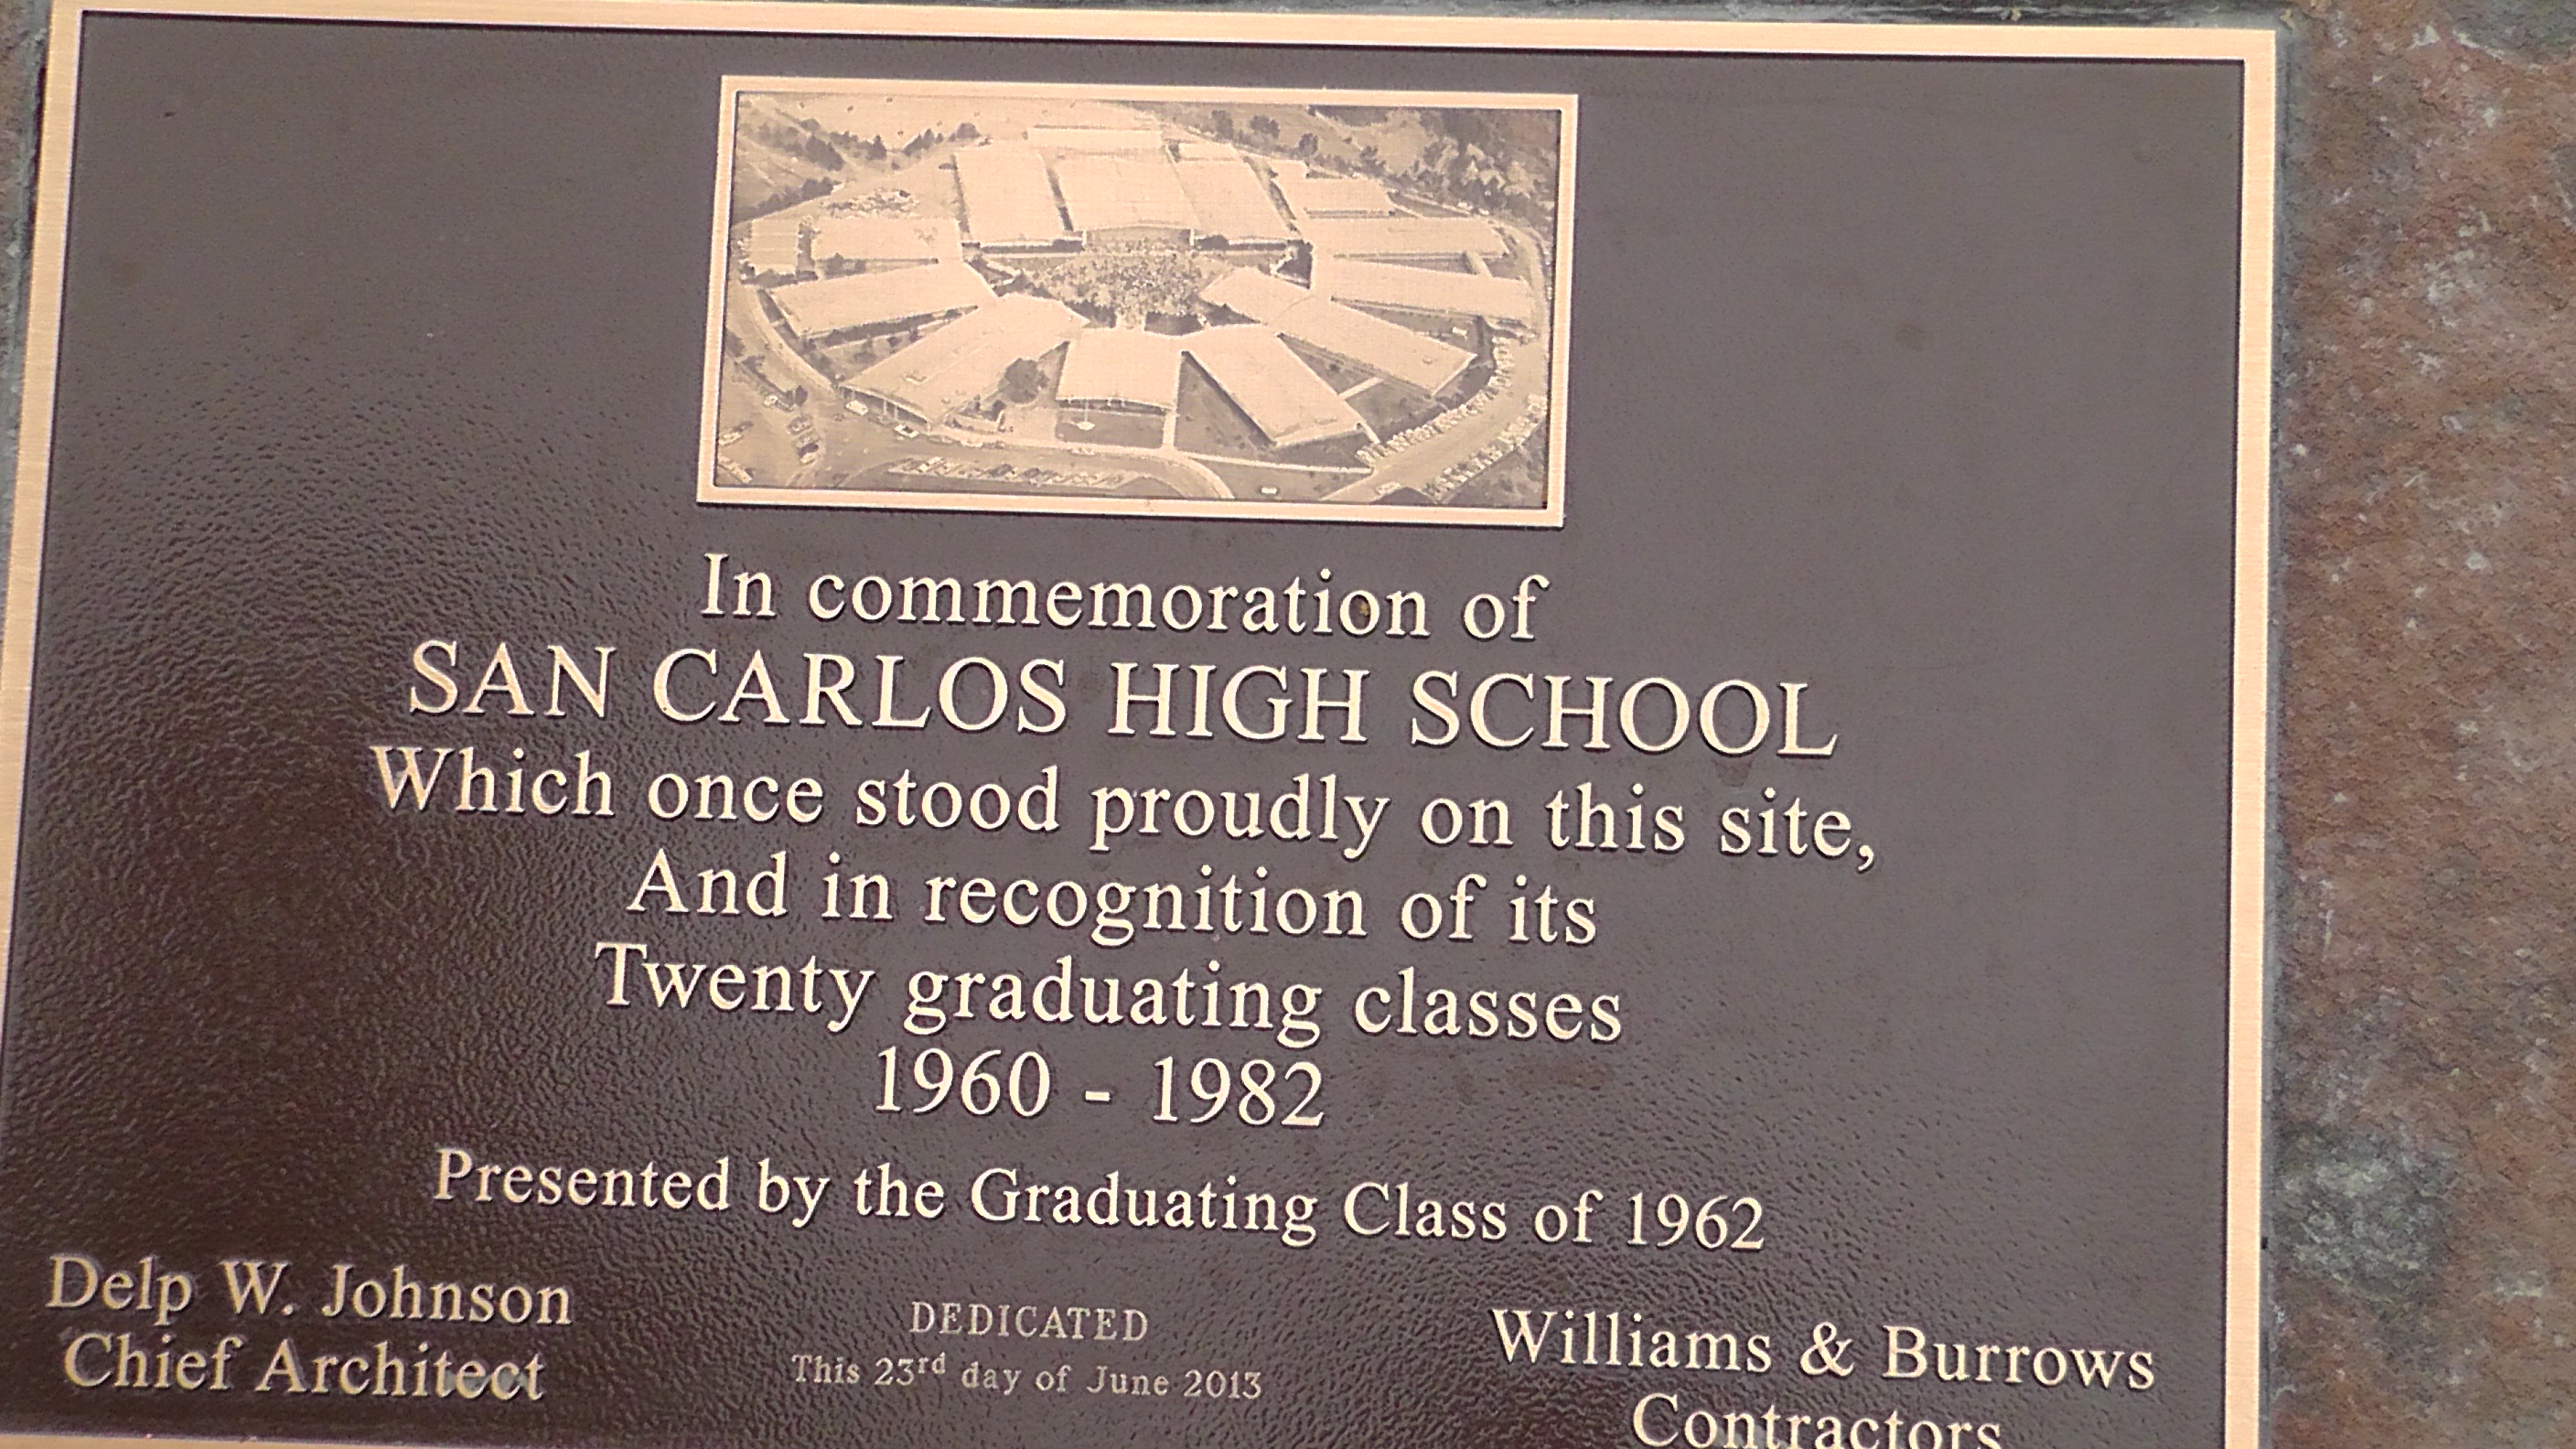 In commemoration of
SAN CARLOS HIGH SCHOOL
Which once stood proudly on this site,
And in recognition of its
Twenty graduating classes
1960 - 1982
Presented by the Graduating Class of 1962
Delp W. Johnson
Chief Architect
DEDICATED
This 23rd day of June 2013
Williams & Burrows
Contractors